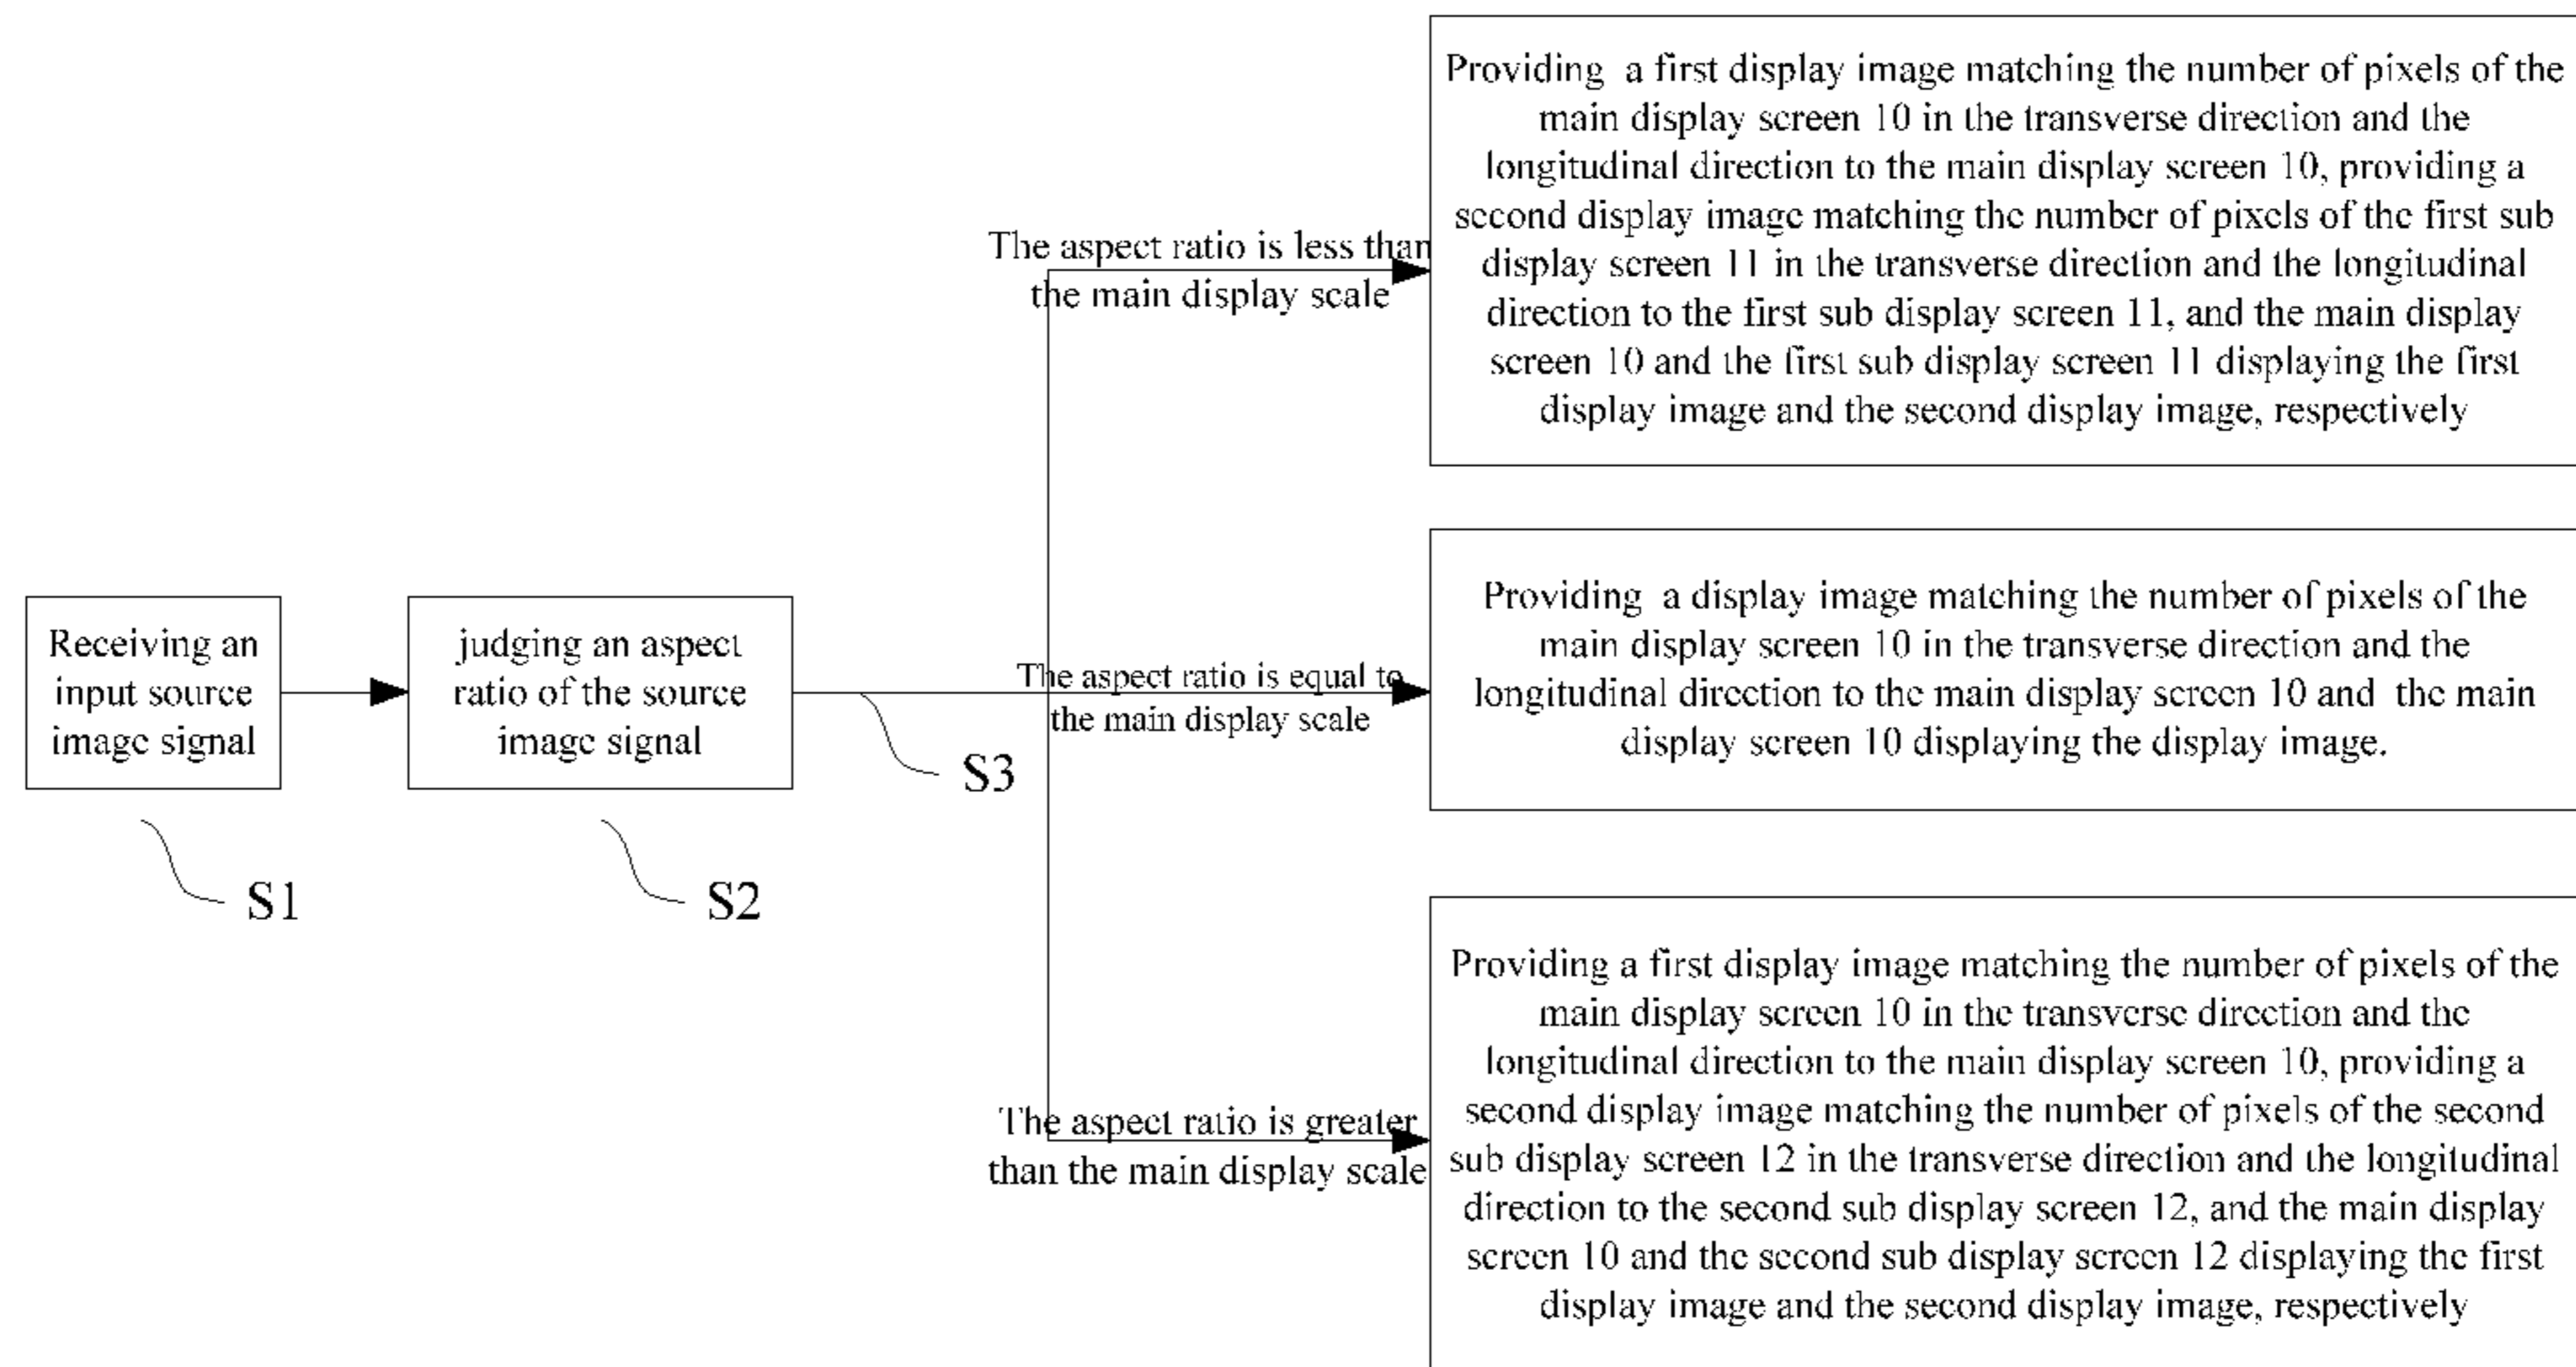 Receiving an
input source
image signal
S1
judging an aspect
ratio of the source
image signal
S2
S3
The aspect ratio is less than
the main display scale
Providing a first display image matching the number of pixels of the
main display screen 10 in the transverse direction and the
longitudinal direction to the main display screen 10, providing a
second display image matching the number of pixels of the first sub
display screen 11 in the transverse direction and the longitudinal
direction to the first sub display screen 11, and the main display
screen 10 and the first sub display screen 11 displaying the first
display image and the second display image, respectively
The aspect ratio is equal to
the main display scale
Providing a display image matching the number of pixels of the
main display screen 10 in the transverse direction and the
longitudinal direction to the main display screen 10 and the main
display screen 10 displaying the display image.
The aspect ratio is greater
than the main display scale
Providing a first display image matching the number of pixels of the
main display screen 10 in the transverse direction and the
longitudinal direction to the main display screen 10, providing a
second display image matching the number of pixels of the second
sub display screen 12 in the transverse direction and the longitudinal
direction to the second sub display screen 12, and the main display
screen 10 and the second sub display screen 12 displaying the first
display image and the second display image, respectively